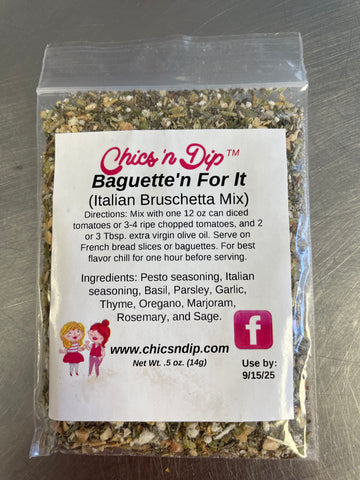 Chics 'n Dip™
Baguette'n For It
(Italian Bruschetta Mix)
Directions: Mix with one 12 oz can diced
tomatoes or 3-4 ripe chopped tomatoes, and 2
or 3 Tbsp. extra virgin olive oil. Serve on
French bread slices or baguettes. For best
flavor chill for one hour before serving.
Ingredients: Pesto seasoning, Italian
seasoning, Basil, Parsley, Garlic,
Thyme, Oregano, Marjoram,
Rosemary, and Sage.
f
www.chicsndip.com
Net Wt. .5 oz. (14g)
Use by:
9/15/25